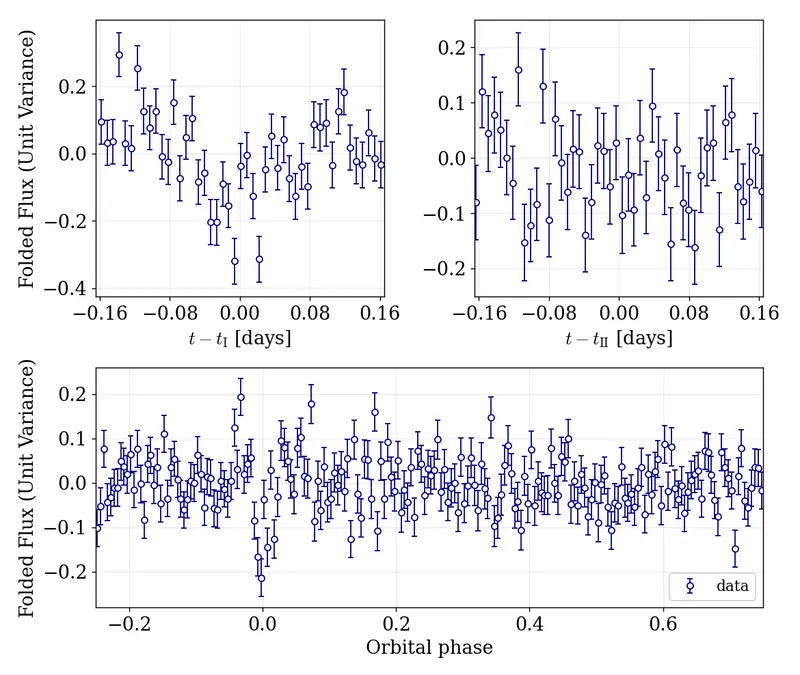 Folded Flux (Unit Variance)
0.2
0.0
−0.2
−0.4
−0.16 −0.08 0.00 0.08 0.16
t − tI [days]
0.2
0.1
0.0
−0.1
−0.2
−0.16 −0.08 0.00 0.08 0.16
t − tII [days]
Folded Flux (Unit Variance)
0.2
0.1
0.0
−0.1
−0.2
−0.2 0.0 0.2 0.4 0.6
Orbital phase
data